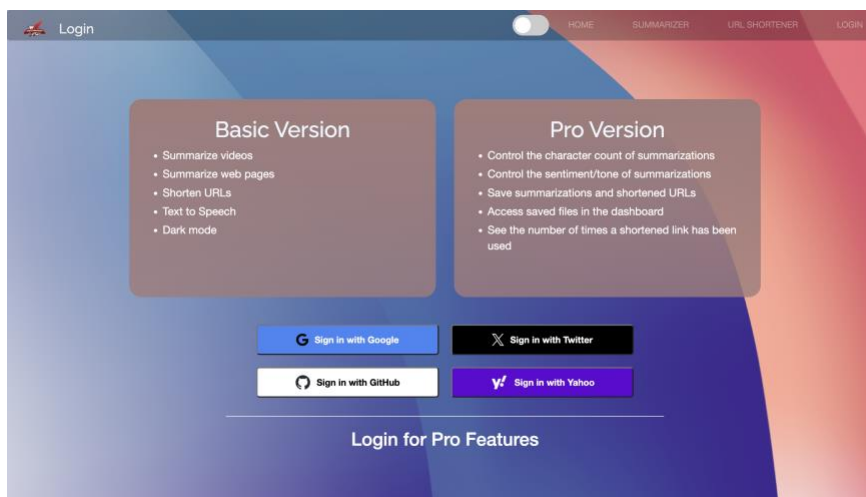 Login
HOME
SUMMARIZER
URL SHORTENER
LOGIN
Basic Version
• Summarize videos
• Summarize web pages
• Shorten URLs
• Text to Speech
• Dark mode
Pro Version
• Control the character count of summarizations
• Control the sentiment/tone of summarizations
• Save summarizations and shortened URLs
• Access saved files in the dashboard
• See the number of times a shortened link has been
used
Sign in with Google
Sign in with Twitter
Sign in with GitHub
Sign in with Yahoo
Login for Pro Features